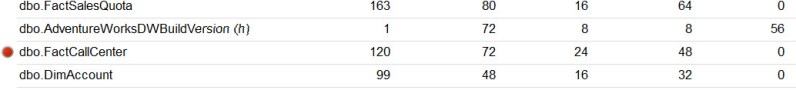 dbo.FactSalesQuota 163 80 16 64 0
dbo.AdventureWorksDWBuildVersion (h) 1 72 8 8 56
dbo.FactCallCenter 120 72 24 48 0
dbo.DimAccount 99 48 16 32 0